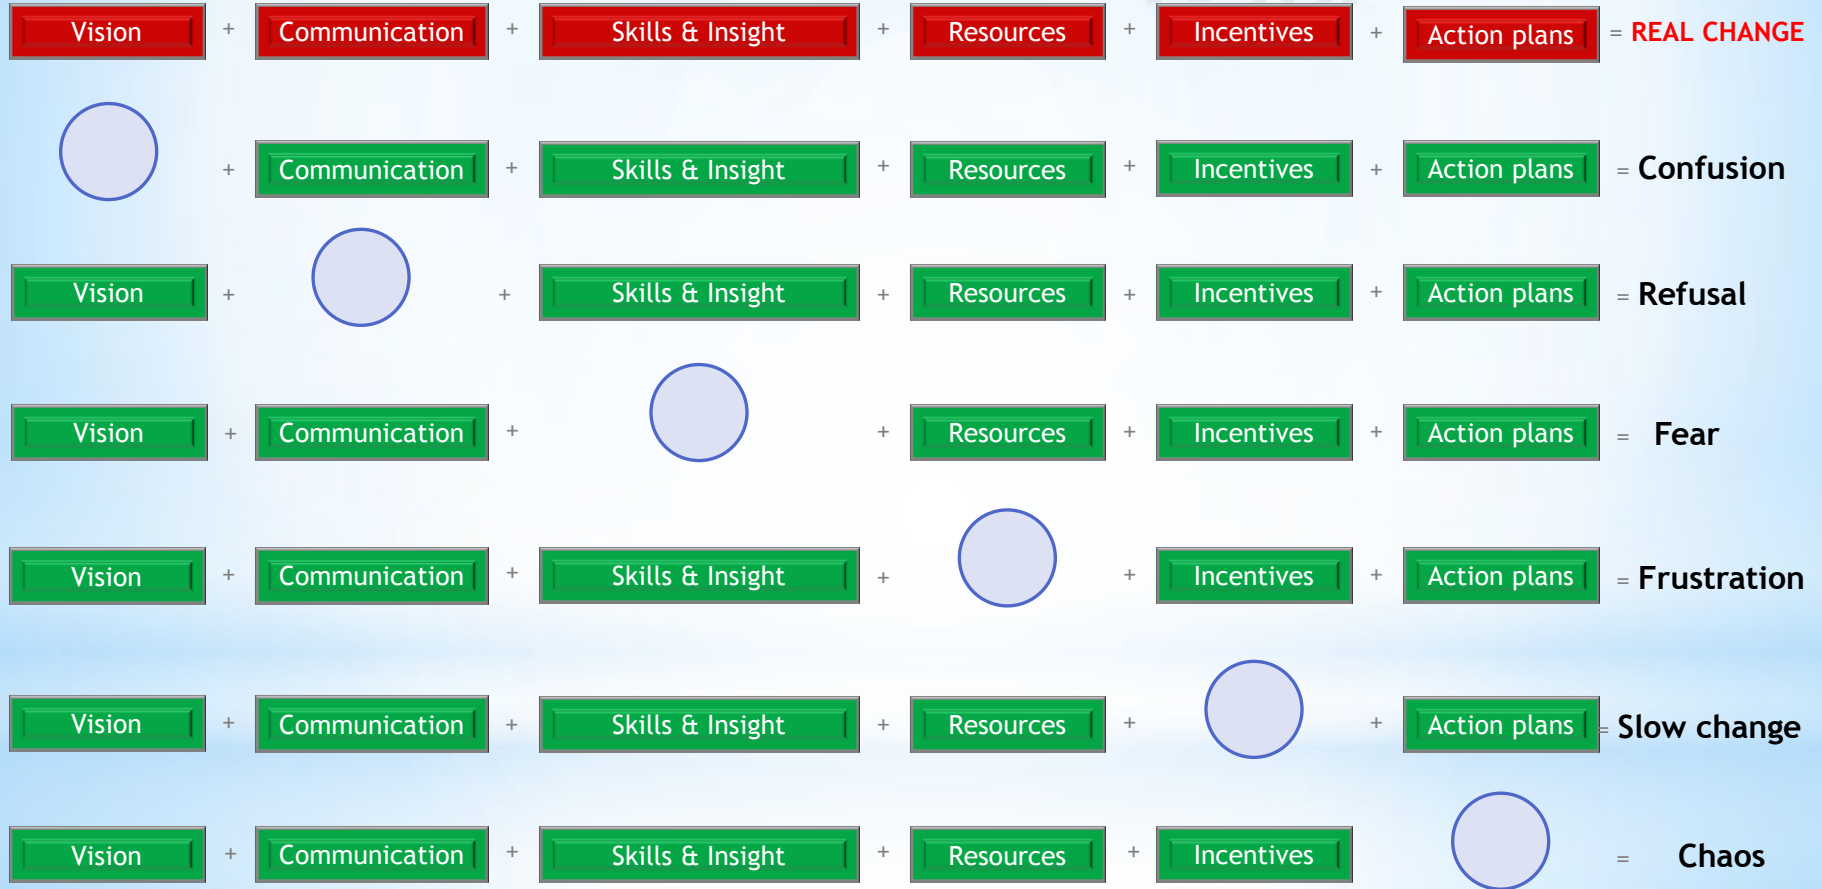 Vision + Communication + Skills & Insight + Resources + Incentives + Action plans = REAL CHANGE
+ Communication + Skills & Insight + Resources + Incentives + Action plans = Confusion
Vision + + Skills & Insight + Resources + Incentives + Action plans = Refusal
Vision + Communication + + Resources + Incentives + Action plans = Fear
Vision + Communication + Skills & Insight + + Incentives + Action plans = Frustration
Vision + Communication + Skills & Insight + Resources + + Action plans = Slow change
Vision + Communication + Skills & Insight + Resources + Incentives = Chaos